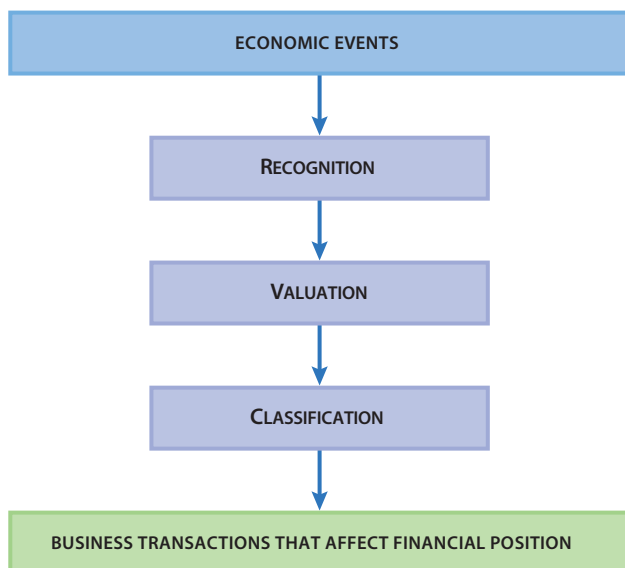 ECONOMIC EVENTS
RECOGNITION
VALUATION
CLASSIFICATION
BUSINESS TRANSACTIONS THAT AFFECT FINANCIAL POSITION